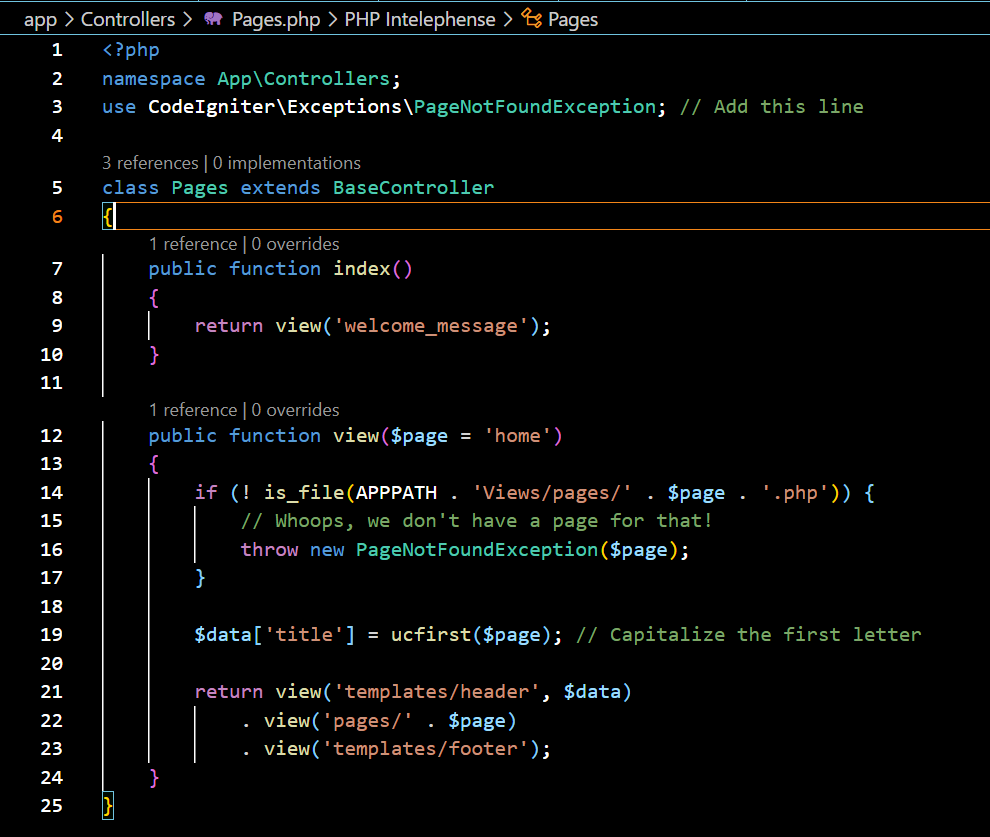 app > Controllers > Pages.php > PHP Intelephense > Pages
1 <?php
2 namespace App\Controllers;
3 use CodeIgniter\Exceptions\PageNotFoundException; // Add this line
4
3 references | 0 implementations
5 class Pages extends BaseController
6 {
1 reference | 0 overrides
7     public function index()
8     {
9         return view('welcome_message');
10     }
11
1 reference | 0 overrides
12     public function view($page = 'home')
13     {
14         if (! is_file(APPPATH . 'Views/pages/' . $page . '.php')) {
15             // Whoops, we don't have a page for that!
16             throw new PageNotFoundException($page);
17         }
18
19         $data['title'] = ucfirst($page); // Capitalize the first letter
20
21         return view('templates/header', $data)
22             . view('pages/' . $page)
23             . view('templates/footer');
24     }
25 }